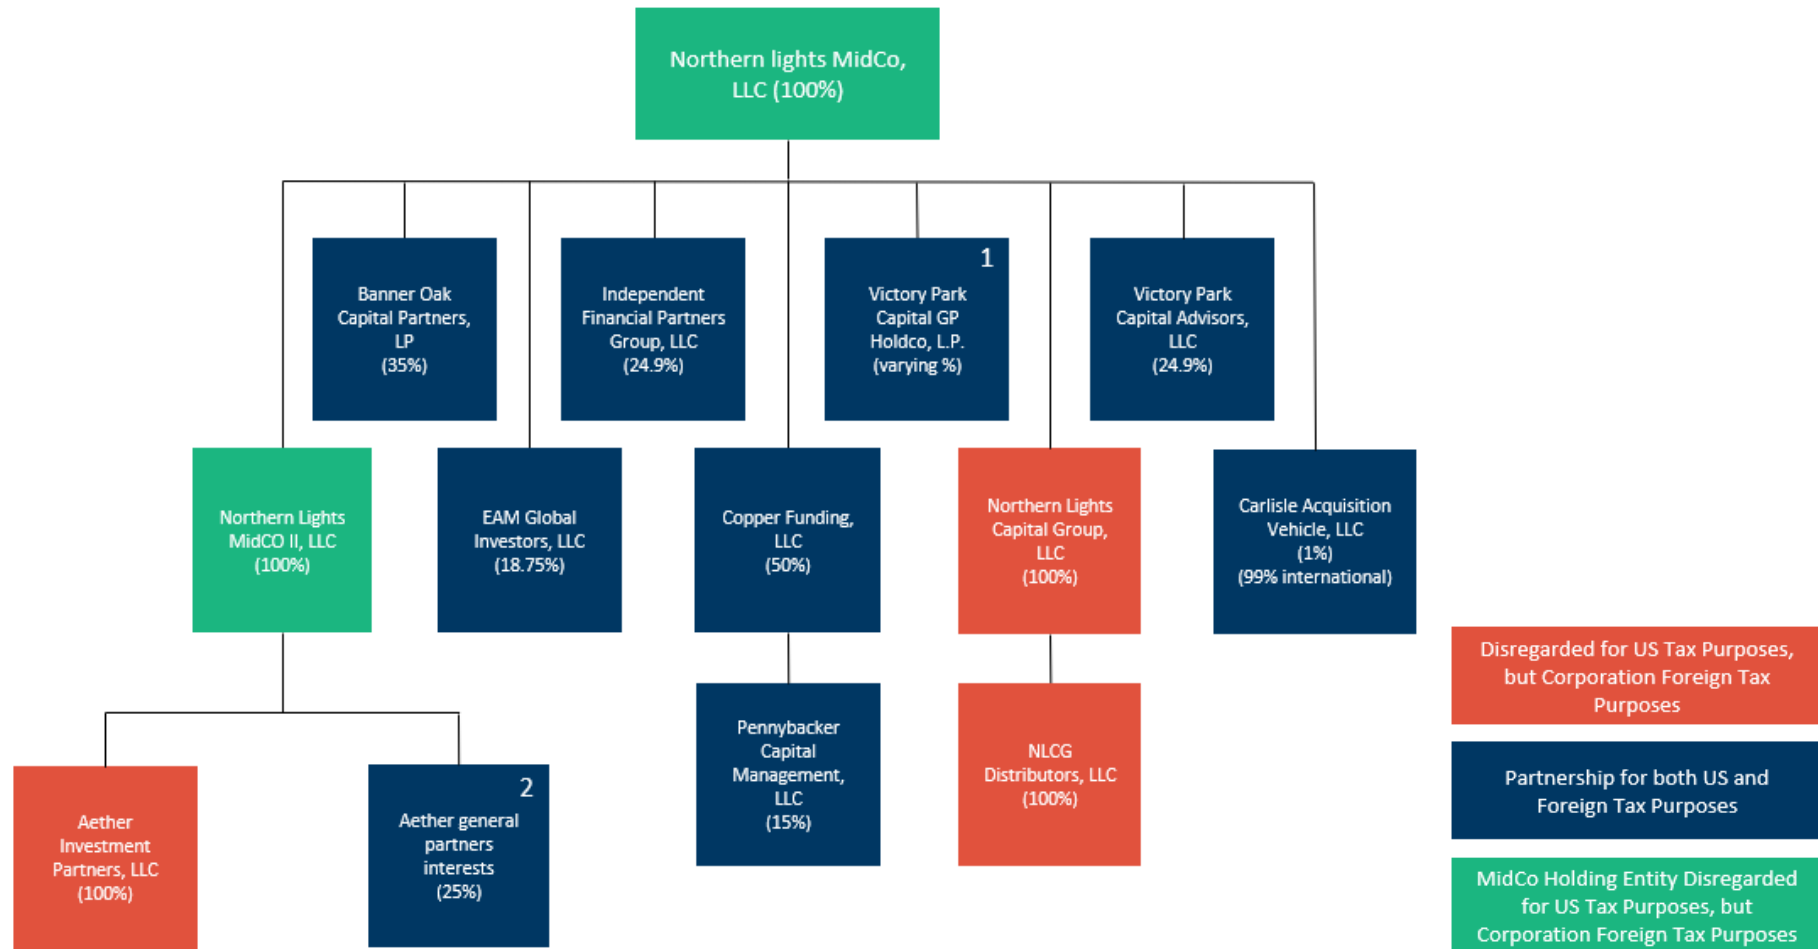 Northern lights MidCo,
LLC (100%)
Banner Oak
Capital Partners,
LP
(35%)
Independent
Financial Partners
Group, LLC
(24.9%)
1
Victory Park
Capital GP
Holdco, L.P.
(varying %)
Victory Park
Capital Advisors,
LLC
(24.9%)
Northern Lights
MidCO II, LLC
(100%)
EAM Global
Investors, LLC
(18.75%)
Copper Funding,
LLC
(50%)
Northern Lights
Capital Group,
LLC
(100%)
Carlisle Acquisition
Vehicle, LLC
(1%)
(99% international)
Aether
Investment
Partners, LLC
(100%)
2
Aether general
partners
interests
(25%)
Pennybacker
Capital
Management,
LLC
(15%)
NLCG
Distributors, LLC
(100%)
Disregarded for US Tax Purposes,
but Corporation Foreign Tax
Purposes
Partnership for both US and
Foreign Tax Purposes
MidCo Holding Entity Disregarded
for US Tax Purposes, but
Corporation Foreign Tax Purposes